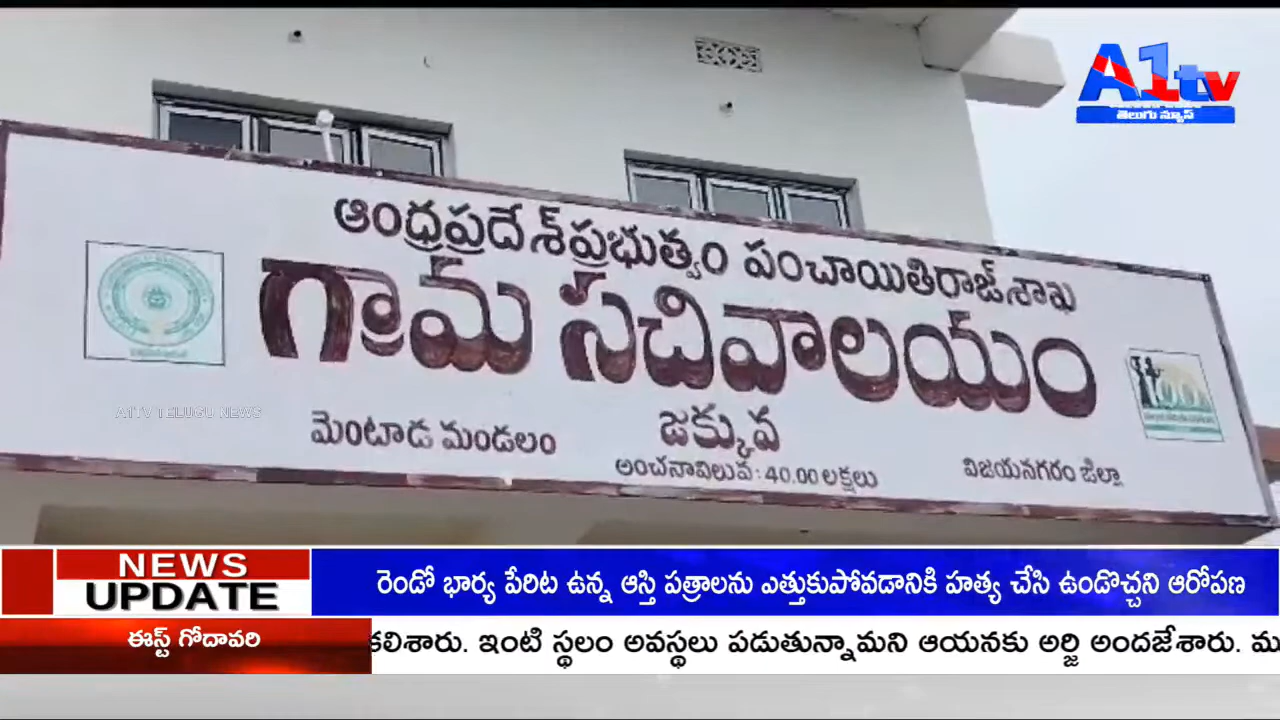 A1tv
తెలుగు న్యూస్
ఆంధ్రప్రదేశ్‌ప్రభుత్వం పంచాయితిరాజ్‌శాఖ
గ్రామ సచివాలయం
A1TV TELUGU NEWS
మెంటాడ మండలం
జక్కువ
అంచనావిలువ: 40.00 లక్షలు
విజయనగరం జిల్లా
NEWS UPDATE
రెండో భార్య పేరిట ఉన్న ఆస్తి పత్రాలను ఎత్తుకుపోవడానికి హత్య చేసి ఉండొచ్చని ఆరోపణ
ఈస్ట్ గోదావరి
కలిశారు. ఇంటి స్థలం అవస్థలు పడుతున్నామని ఆయనకు అర్జి అందజేశారు. ము